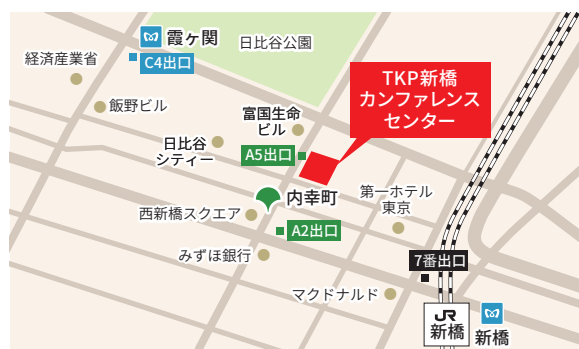 霞ケ関
日比谷公園
経済産業省
C4出口
TKP新橋
カンファレンス
センター
飯野ビル
富国生命
ビル
日比谷
シティー
A5出口
内幸町
第一ホテル
東京
西新橋スクエア
A2出口
みずほ銀行
7番出口
マクドナルド
JR
新橋
新橋